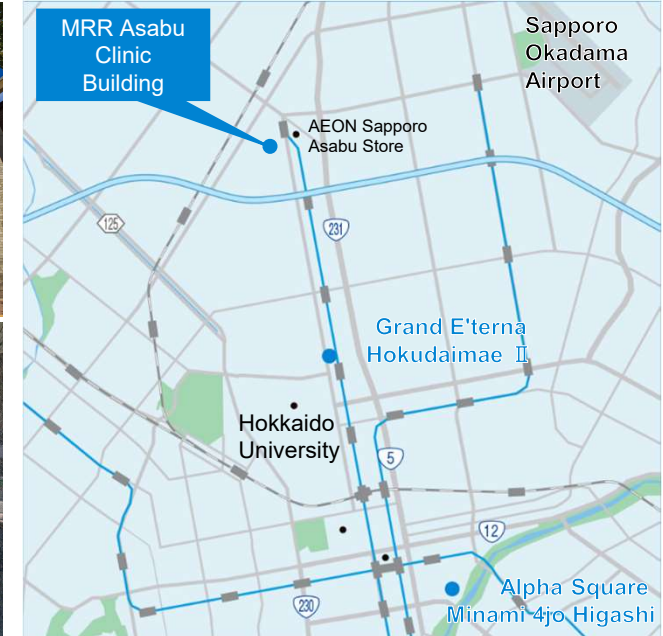 MRR Asabu
Clinic
Building
Sapporo
Okadama
Airport
AEON Sapporo
Asabu Store
125
231
Grand E'terna
Hokudaimae Ⅱ
Hokkaido
University
5
12
230
Alpha Square
Minami 4jo Higashi